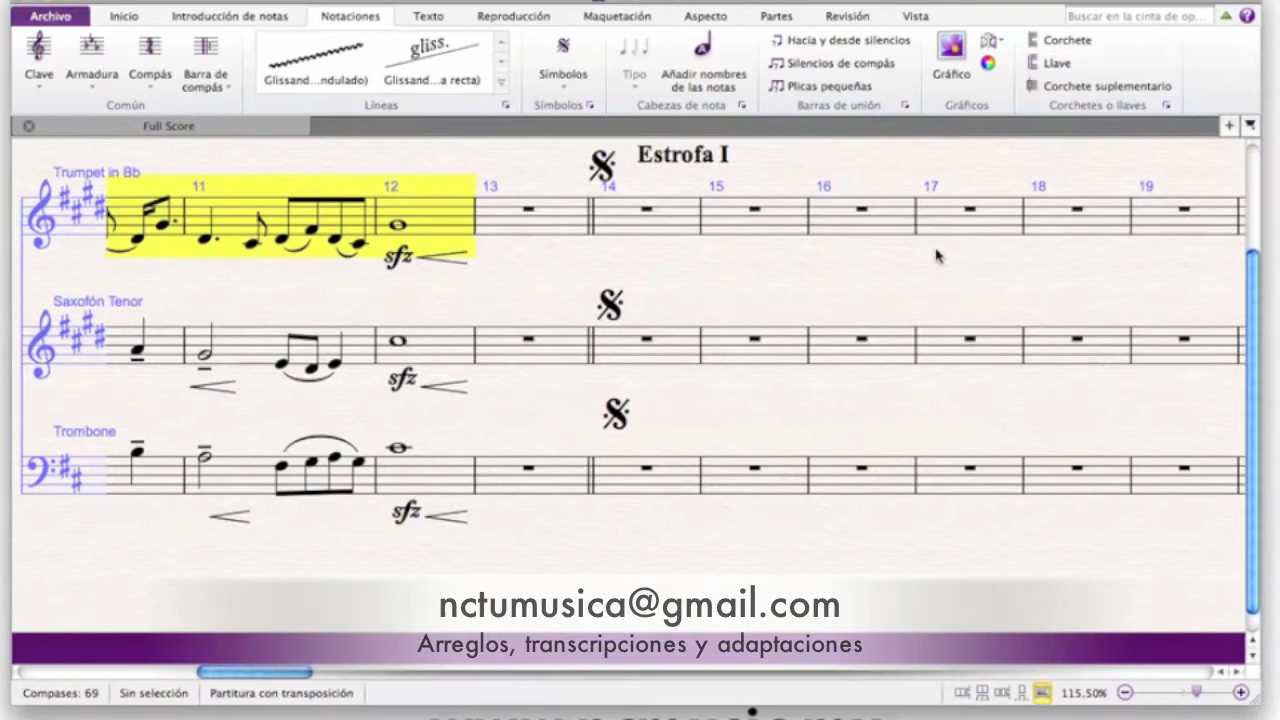 Archivo Inicio Introducción de notas Notaciones Texto Reproducción Maquetación Aspecto Partes Revisión Vista Buscar en la cinta de op...
Clave Armadura Compás Barra de compás
Común
Glissand...ndulado) gliss. Glissand...a recta)
Líneas
Símbolos
Símbolos
Tipo Añadir nombres de las notas
Cabezas de nota
Hacia y desde silencios
Silencios de compás
Plicas pequeñas
Barras de unión
Gráfico
Gráficos
Corchete
Llave
Corchete suplementario
Corchetes o llaves
Full Score
Estrofa I
Trumpet in Bb
11 12 13 14 15 16 17 18 19
sfz
Saxofón Tenor
sfz
Trombone
sfz
nctumusica@gmail.com
Arreglos, transcripciones y adaptaciones
Compases: 69 Sin selección Partitura con transposición 115.50%